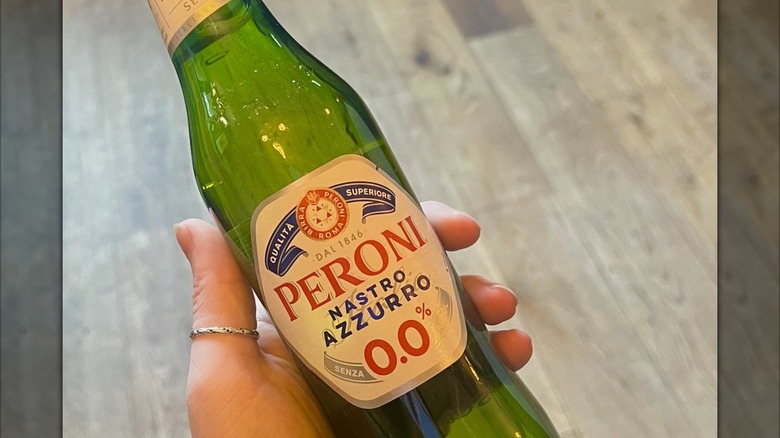 QUALITÀ SUPERIORE
BIRRA PERONI ROMA
DAL 1846
PERONI
NASTRO
AZZURRO
0.0%
SENZA